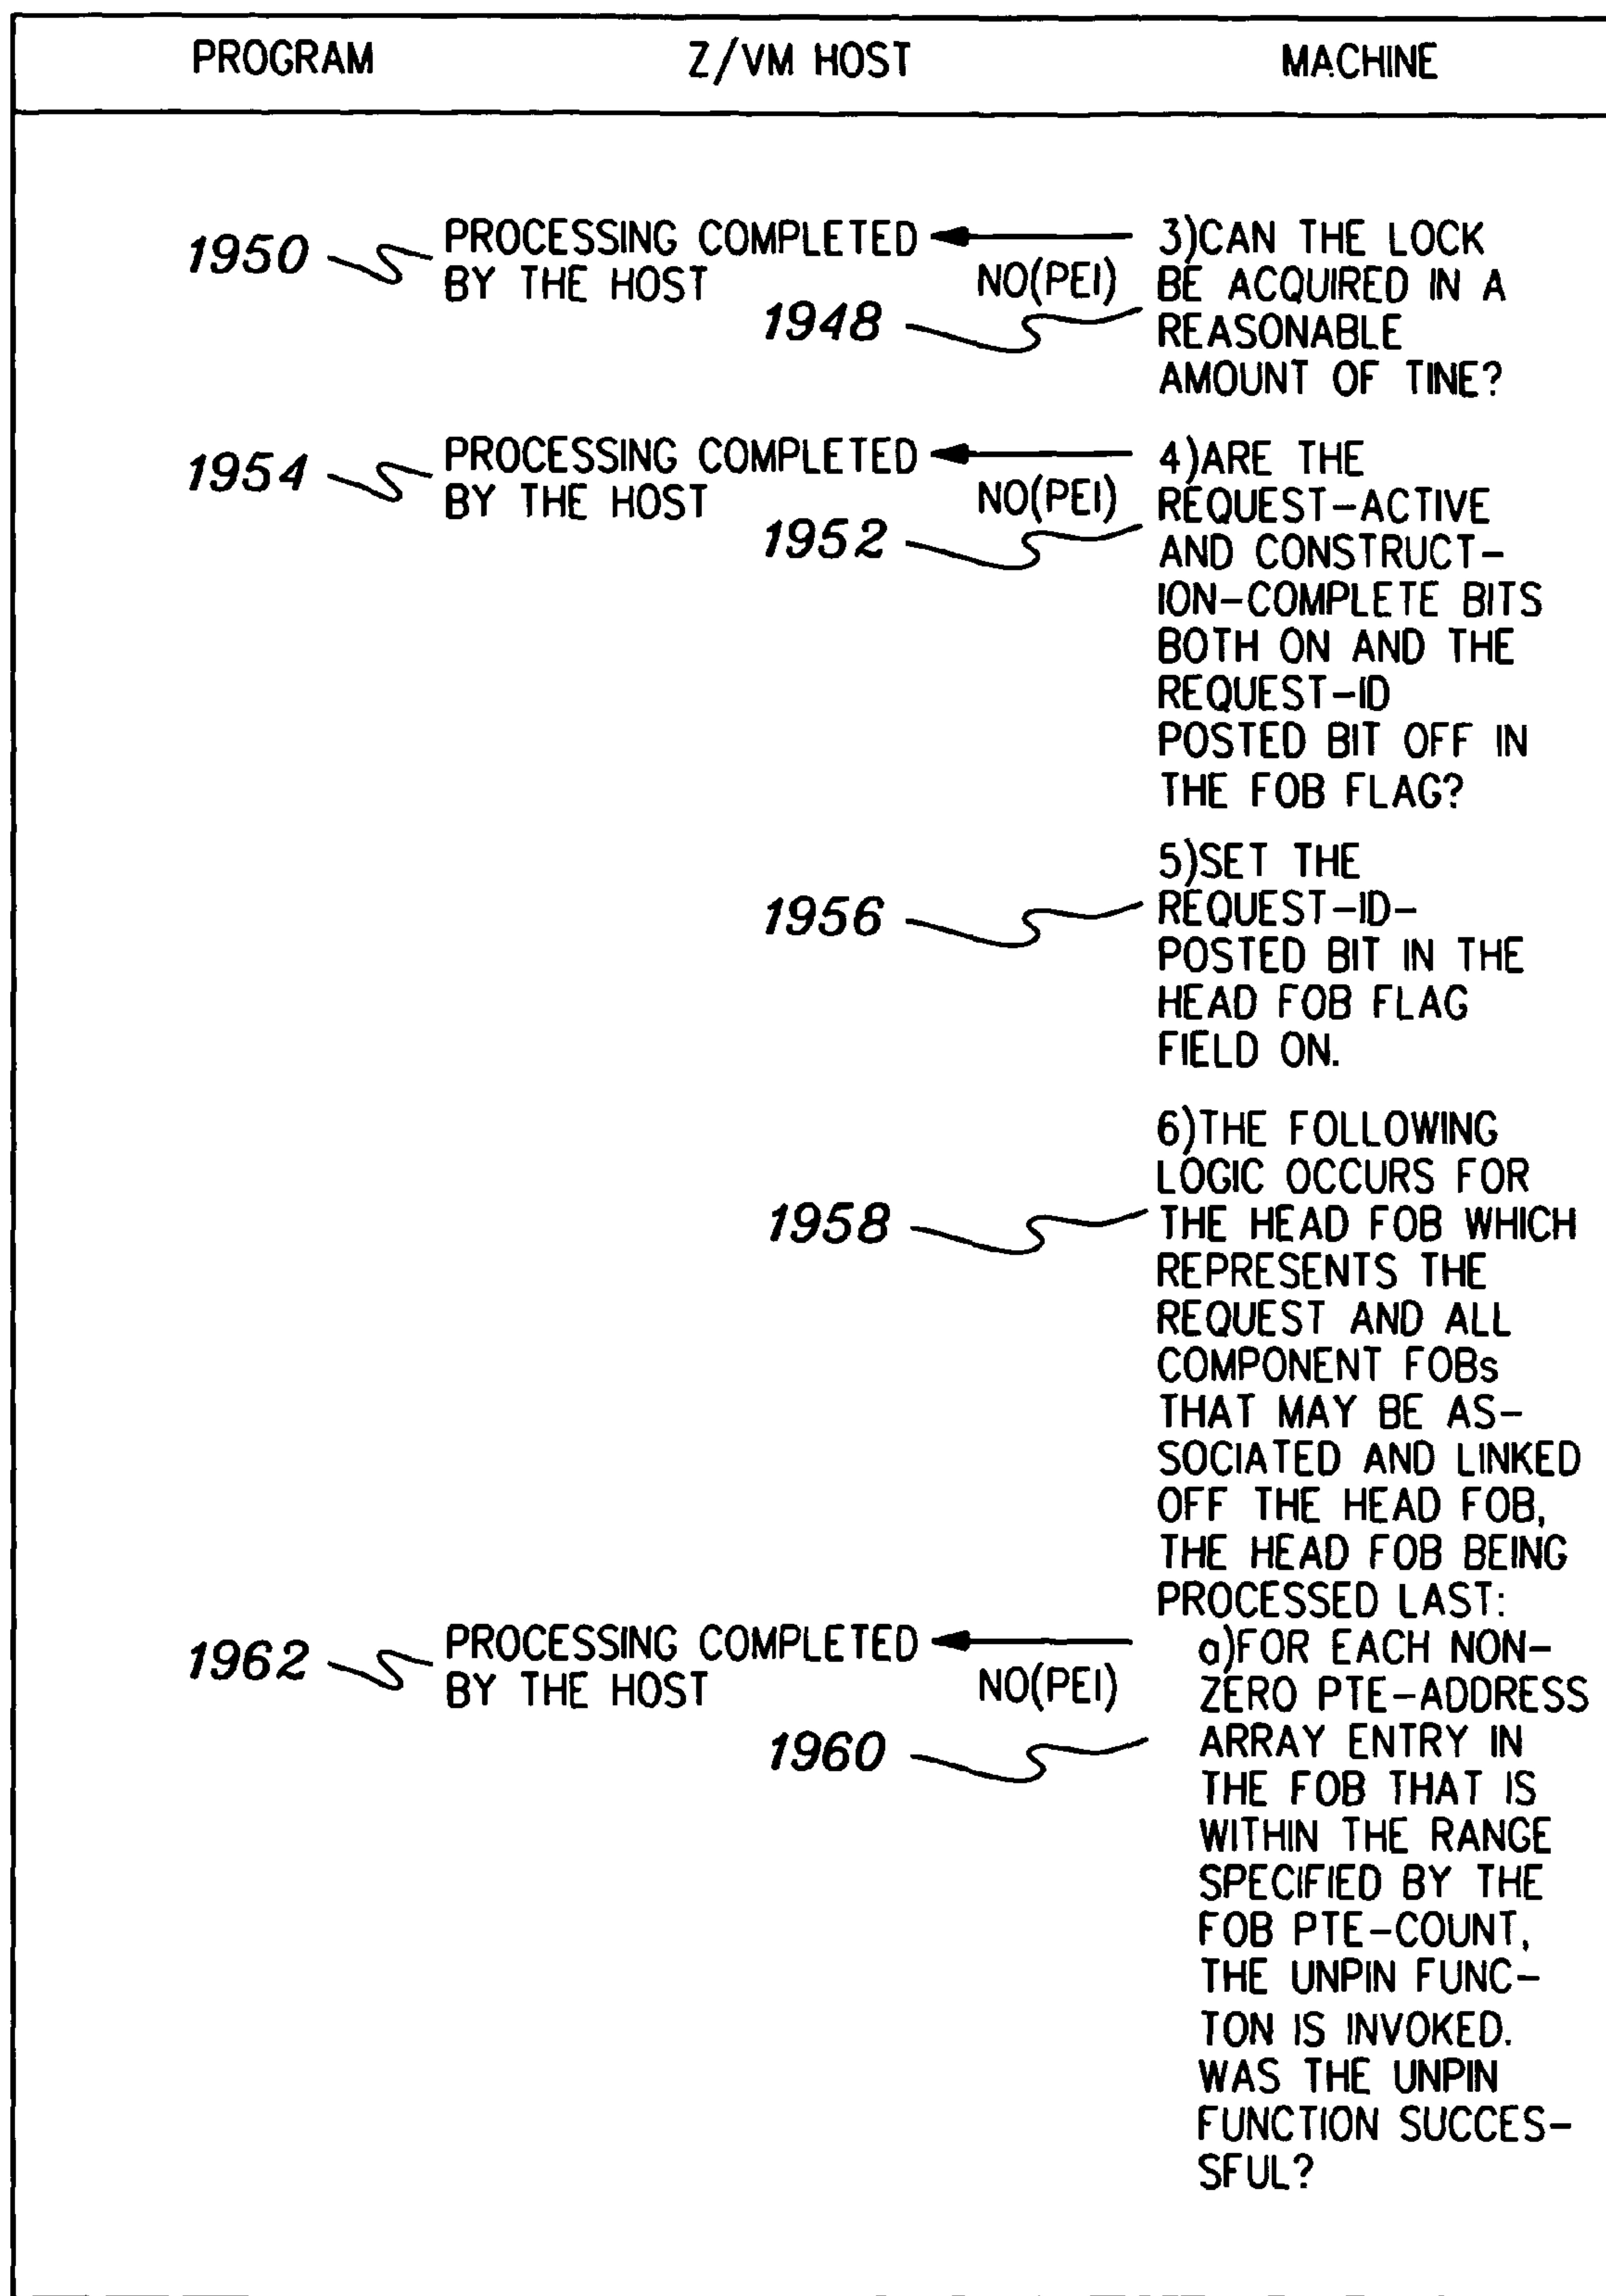 PROGRAM Z/VM HOST MACHINE
1950 PROCESSING COMPLETED 3)CAN THE LOCK
BY THE HOST NO(PEI) BE ACQUIRED IN A
1948 REASONABLE
AMOUNT OF TINE?
1954 PROCESSING COMPLETED 4)ARE THE
BY THE HOST NO(PEI) REQUEST-ACTIVE
1952 AND CONSTRUCT-
ION-COMPLETE BITS
BOTH ON AND THE
REQUEST-ID
POSTED BIT OFF IN
THE FOB FLAG?
5)SET THE
1956 REQUEST-ID-
POSTED BIT IN THE
HEAD FOB FLAG
FIELD ON.
6)THE FOLLOWING
LOGIC OCCURS FOR
1958 THE HEAD FOB WHICH
REPRESENTS THE
REQUEST AND ALL
COMPONENT FOBs
THAT MAY BE AS-
SOCIATED AND LINKED
OFF THE HEAD FOB,
THE HEAD FOB BEING
PROCESSED LAST:
1962 PROCESSING COMPLETED a)FOR EACH NON-
BY THE HOST NO(PEI) ZERO PTE-ADDRESS
1960 ARRAY ENTRY IN
THE FOB THAT IS
WITHIN THE RANGE
SPECIFIED BY THE
FOB PTE-COUNT,
THE UNPIN FUNC-
TON IS INVOKED.
WAS THE UNPIN
FUNCTION SUCCES-
SFUL?